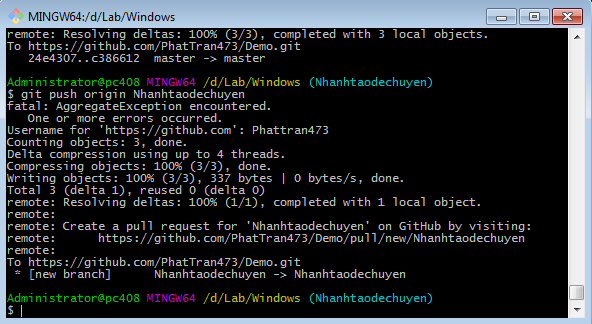 MINGW64:/d/Lab/Windows
remote: Resolving deltas: 100% (3/3), completed with 3 local objects.
To https://github.com/PhatTran473/Demo.git
   24e4307..c386612  master -> master

Administrator@pc408 MINGW64 /d/Lab/Windows (Nhanhtaodechuyen)
$ git push origin Nhanhtaodechuyen
fatal: AggregateException encountered.
   One or more errors occurred.
Username for 'https://github.com': Phattran473
Counting objects: 3, done.
Delta compression using up to 4 threads.
Compressing objects: 100% (3/3), done.
Writing objects: 100% (3/3), 337 bytes | 0 bytes/s, done.
Total 3 (delta 1), reused 0 (delta 0)
remote: Resolving deltas: 100% (1/1), completed with 1 local object.
remote:
remote: Create a pull request for 'Nhanhtaodechuyen' on GitHub by visiting:
remote:      https://github.com/PhatTran473/Demo/pull/new/Nhanhtaodechuyen
remote:
To https://github.com/PhatTran473/Demo.git
 * [new branch]      Nhanhtaodechuyen -> Nhanhtaodechuyen

Administrator@pc408 MINGW64 /d/Lab/Windows (Nhanhtaodechuyen)
$